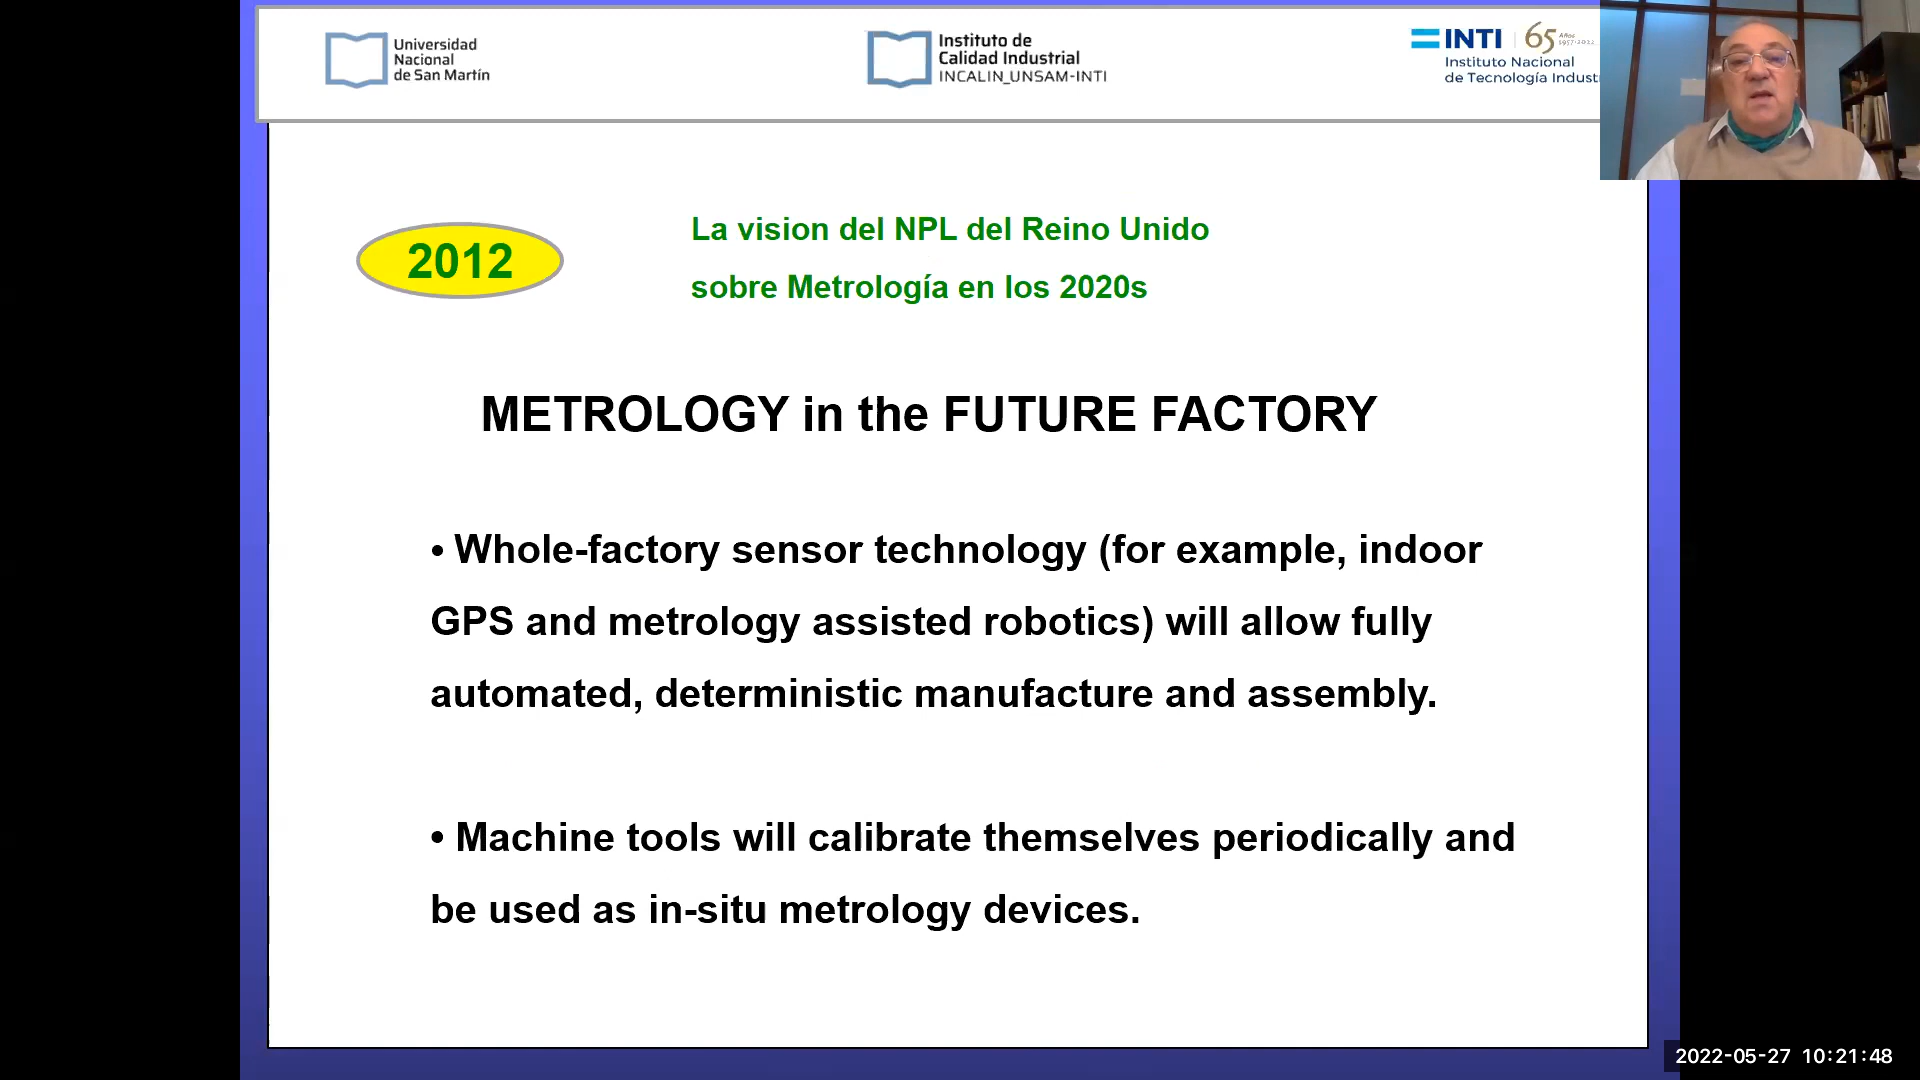 Universidad
Nacional
de San Martín
Instituto de
Calidad Industrial
INCALIN_UNSAM-INTI
INTI 65 Años
1957-2022
Instituto Nacional
de Tecnología Indust
2012
La vision del NPL del Reino Unido
sobre Metrología en los 2020s
METROLOGY in the FUTURE FACTORY
• Whole-factory sensor technology (for example, indoor
GPS and metrology assisted robotics) will allow fully
automated, deterministic manufacture and assembly.
• Machine tools will calibrate themselves periodically and
be used as in-situ metrology devices.
2022-05-27 10:21:48